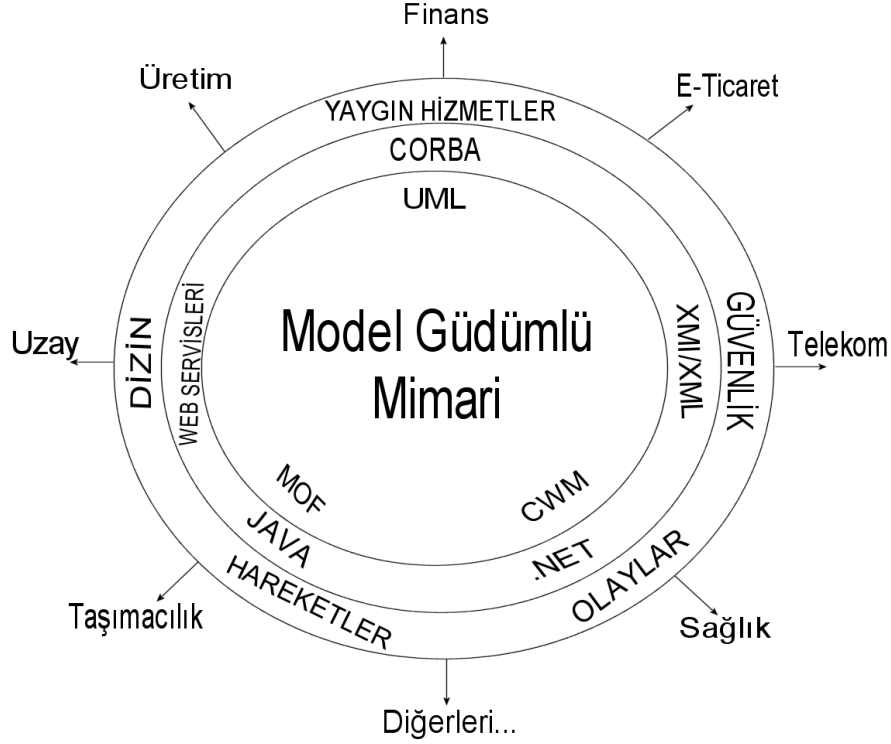 Finans
Üretim
E-Ticaret
YAYGIN HİZMETLER
CORBA
UML
Model Güdümlü
Mimari
WEB SERVİSLERİ
DİZİN
XMI/XML
GÜVENLİK
Uzay
Telekom
MOF
CWM
JAVA
.NET
HAREKETLER
OLAYLAR
Taşımacılık
Sağlık
Diğerleri...